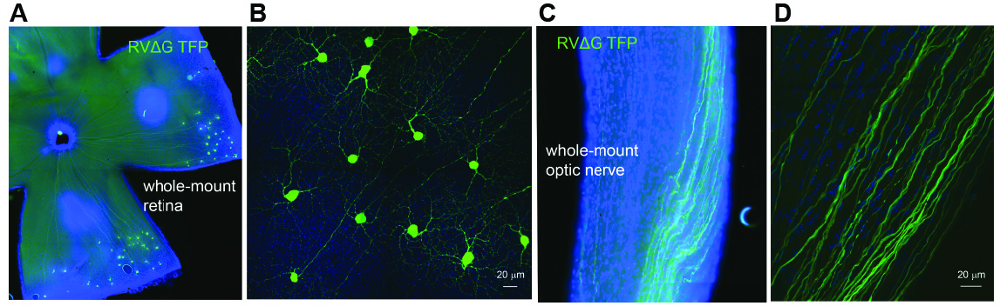 A
B
C
D
RVΔG TFP
whole-mount
retina
20 µm
RVΔG TFP
whole-mount
optic nerve
20 µm